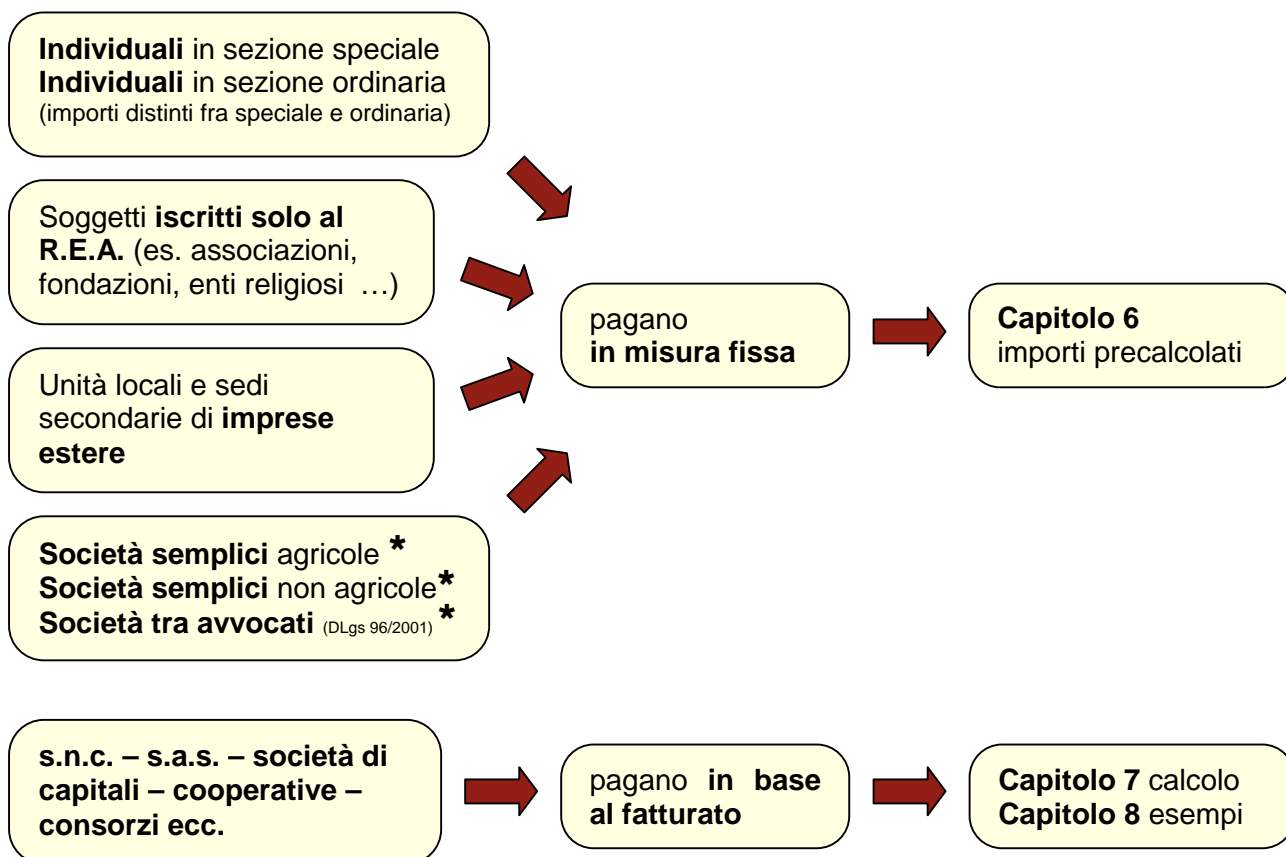 Individuali in sezione speciale
Individuali in sezione ordinaria
(importi distinti fra speciale e ordinaria)
Soggetti iscritti solo al
R.E.A. (es. associazioni,
fondazioni, enti religiosi …)
Unità locali e sedi
secondarie di imprese
estere
Società semplici agricole *
Società semplici non agricole*
Società tra avvocati (DLgs 96/2001) *
pagano
in misura fissa
Capitolo 6
importi precalcolati
s.n.c. – s.a.s. – società di
capitali – cooperative –
consorzi ecc.
pagano in base
al fatturato
Capitolo 7 calcolo
Capitolo 8 esempi